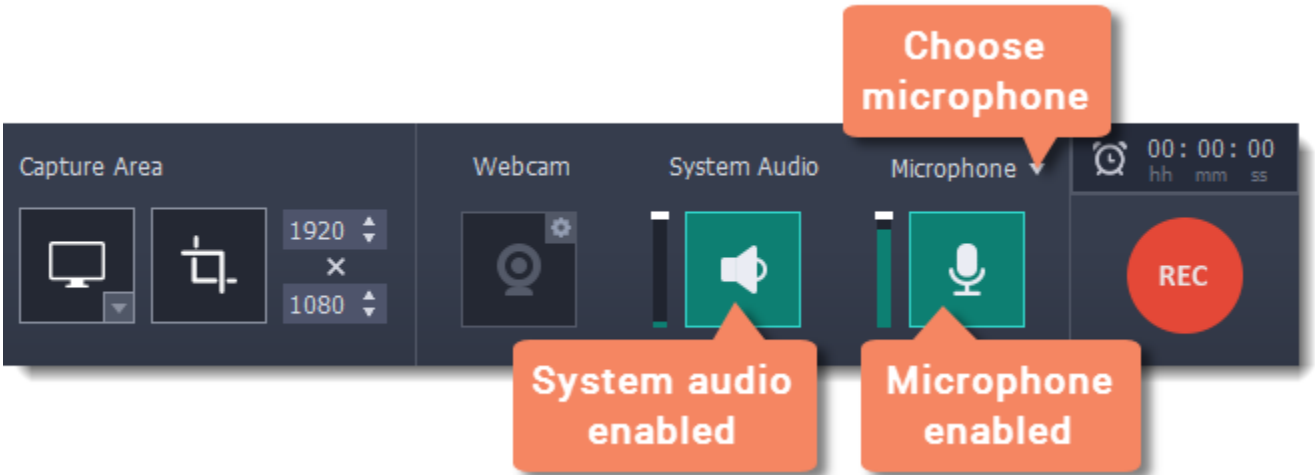 Choose
microphone
Capture Area
Webcam
System Audio
Microphone
00 : 00 : 00
hh mm ss
1920
×
1080
REC
System audio
enabled
Microphone
enabled